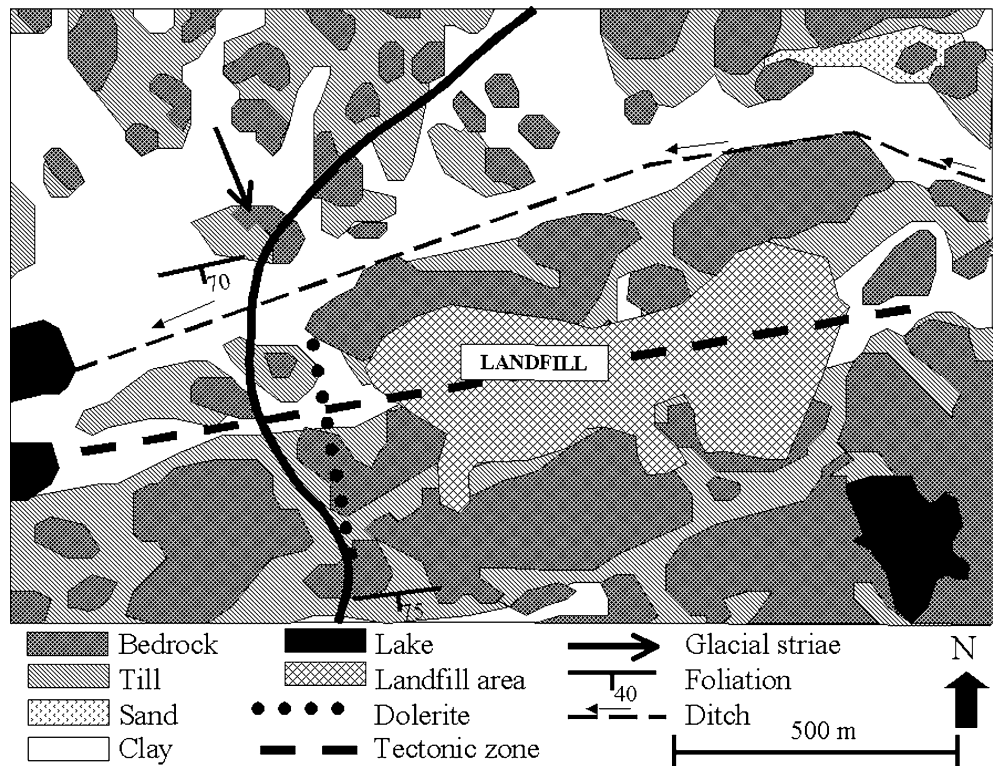 70
LANDFILL
75
Bedrock
Lake
Glacial striae
N
Till
Landfill area
40
Foliation
Sand
Dolerite
Ditch
Clay
Tectonic zone
500 m